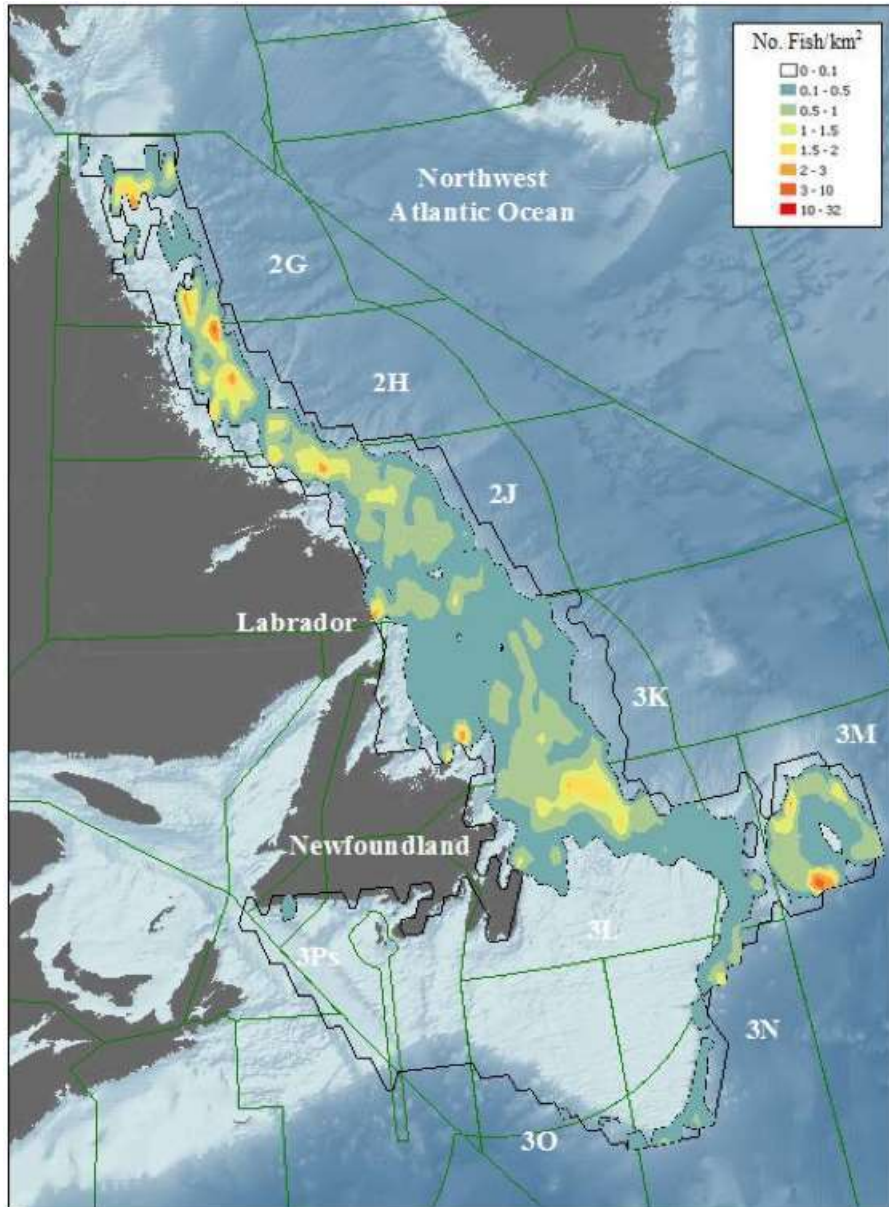 No. Fish/km²
0 - 0.1
0.1 - 0.5
0.5 - 1
1 - 1.5
1.5 - 2
2 - 3
3 - 10
10 - 32
Northwest
Atlantic Ocean
2G
2H
2J
Labrador
3K
3M
Newfoundland
3L
3Ps
3N
3O